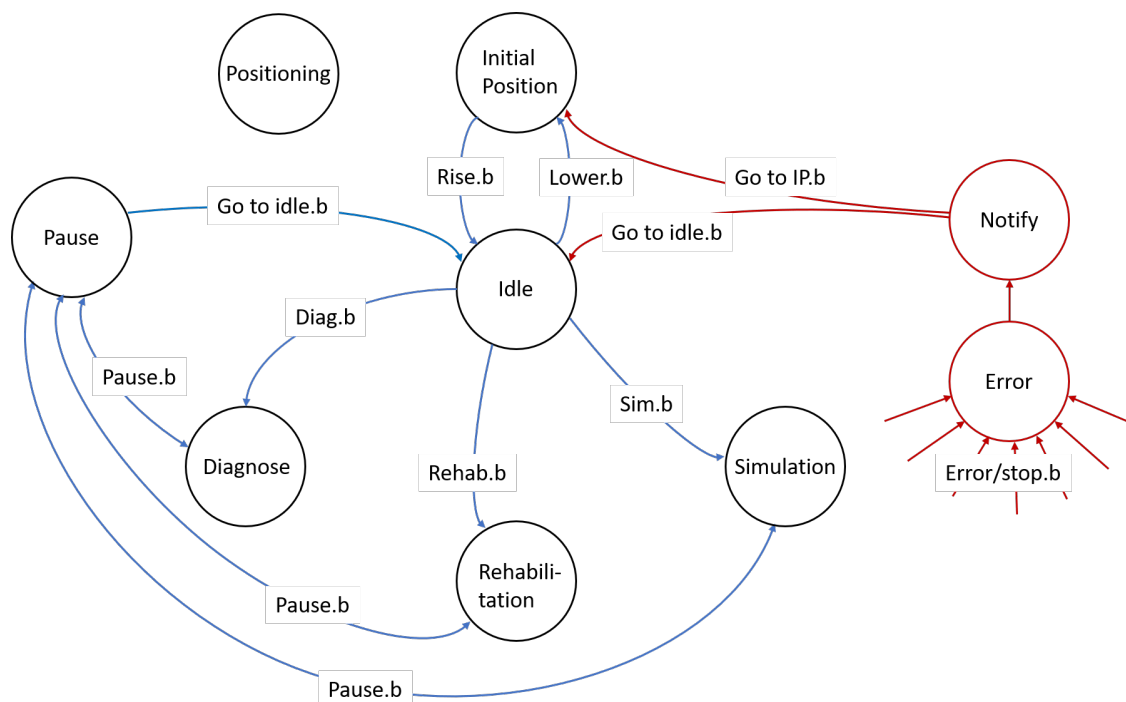 Positioning
Initial
Position
Rise.b
Lower.b
Go to IP.b
Pause
Go to idle.b
Go to idle.b
Notify
Idle
Diag.b
Pause.b
Sim.b
Error
Diagnose
Rehab.b
Simulation
Error/stop.b
Rehabili-
tation
Pause.b
Pause.b